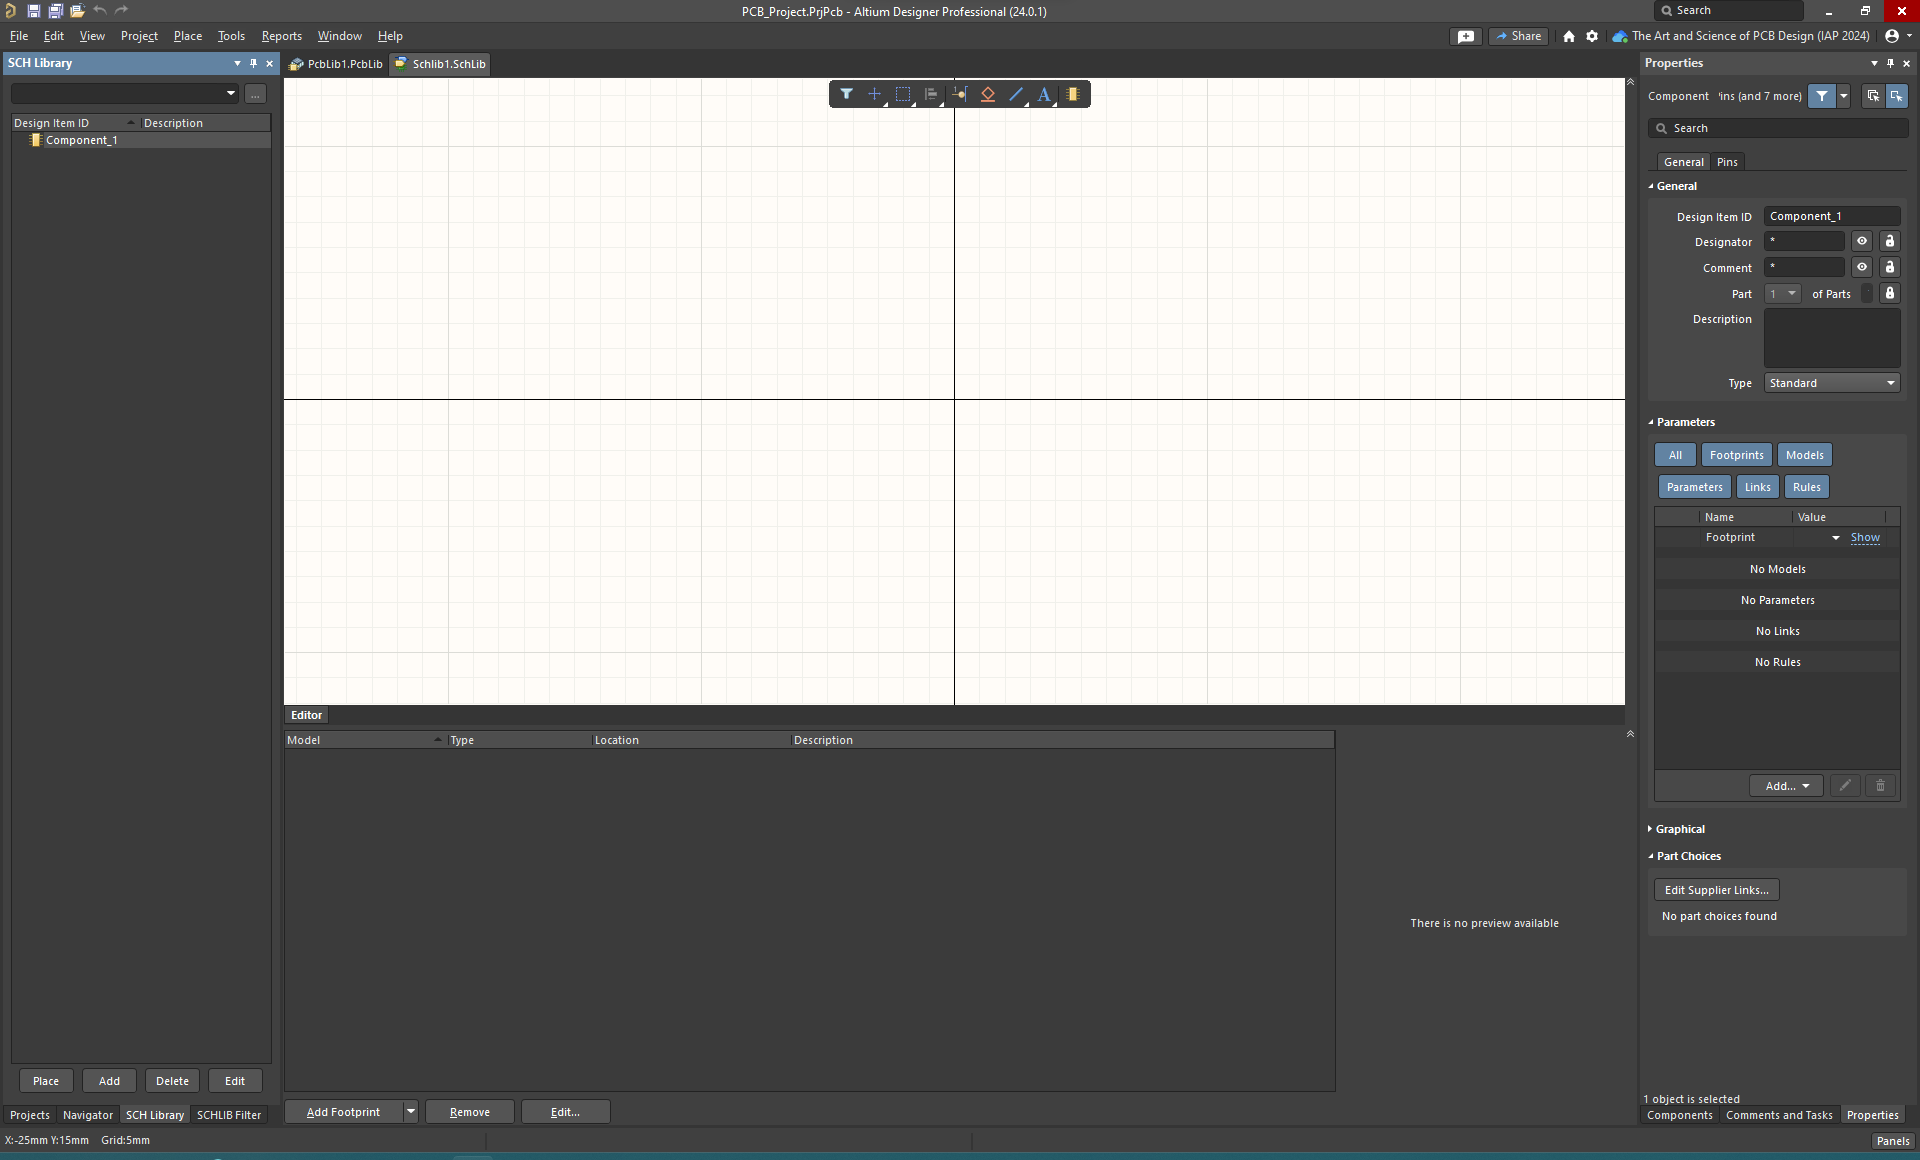 PCB_Project.PrjPcb - Altium Designer Professional (24.0.1)
Search
File Edit View Project Place Tools Reports Window Help
Share
The Art and Science of PCB Design (IAP 2024)
SCH Library
...
Design Item ID Description
Component_1
Place Add Delete Edit
Projects Navigator SCH Library SCHLIB Filter
PcbLib1.PcbLib Schlib1.SchLib
A
Editor
Model Type Location Description
There is no preview available
Add Footprint Remove Edit...
Properties
Component 'ins (and 7 more)
Search
General Pins
General
Design Item ID Component_1
Designator *
Comment *
Part 1 of Parts
Description
Type Standard
Parameters
All Footprints Models
Parameters Links Rules
Name Value
Footprint Show
No Models
No Parameters
No Links
No Rules
Add...
Graphical
Part Choices
Edit Supplier Links...
No part choices found
1 object is selected
Components Comments and Tasks Properties
X:-25mm Y:15mm Grid:5mm
Panels